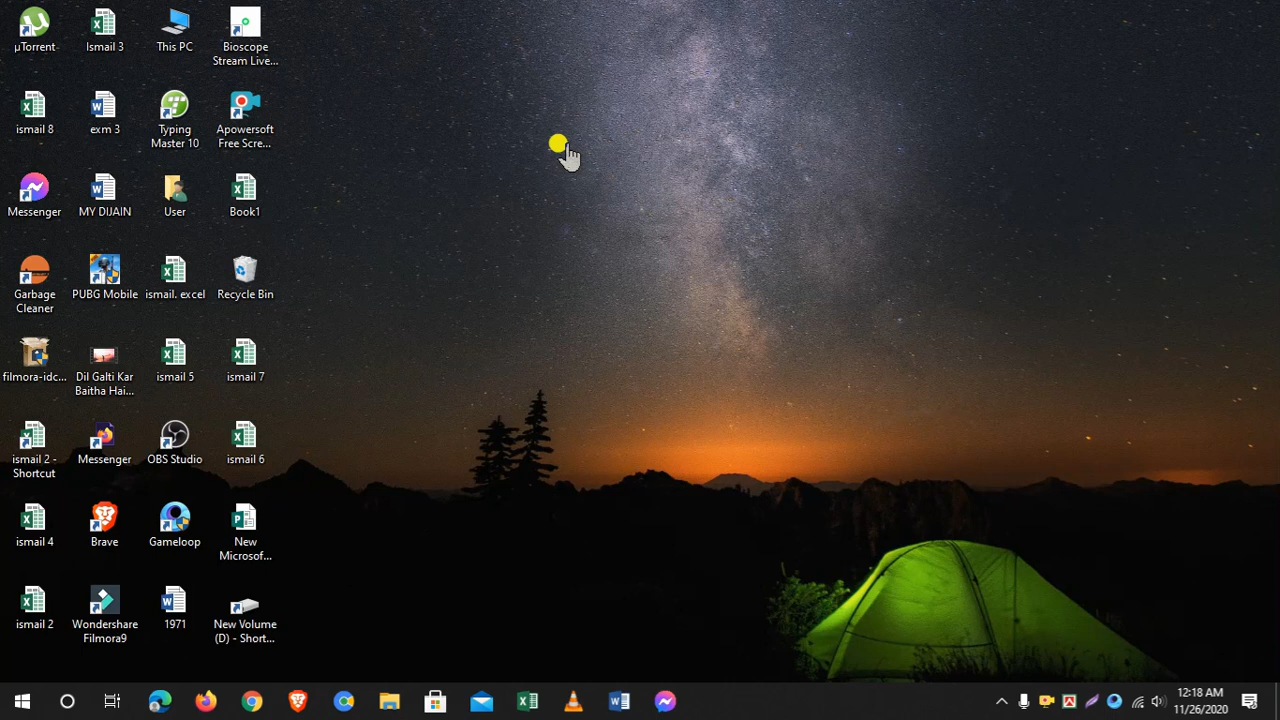 µTorrent
Ismail 3
This PC
Bioscope
Stream Live...
ismail 8
exm 3
Typing
Master 10
Apowersoft
Free Scre...
Messenger
MY DIJAIN
User
Book1
Garbage
Cleaner
PUBG Mobile
ismail. excel
Recycle Bin
filmora-idc...
Dil Galti Kar
Baitha Hai...
ismail 5
ismail 7
ismail 2 -
Shortcut
Messenger
OBS Studio
ismail 6
ismail 4
Brave
Gameloop
New
Microsof...
ismail 2
Wondershare
Filmora9
1971
New Volume
(D) - Short...
12:18 AM
11/26/2020